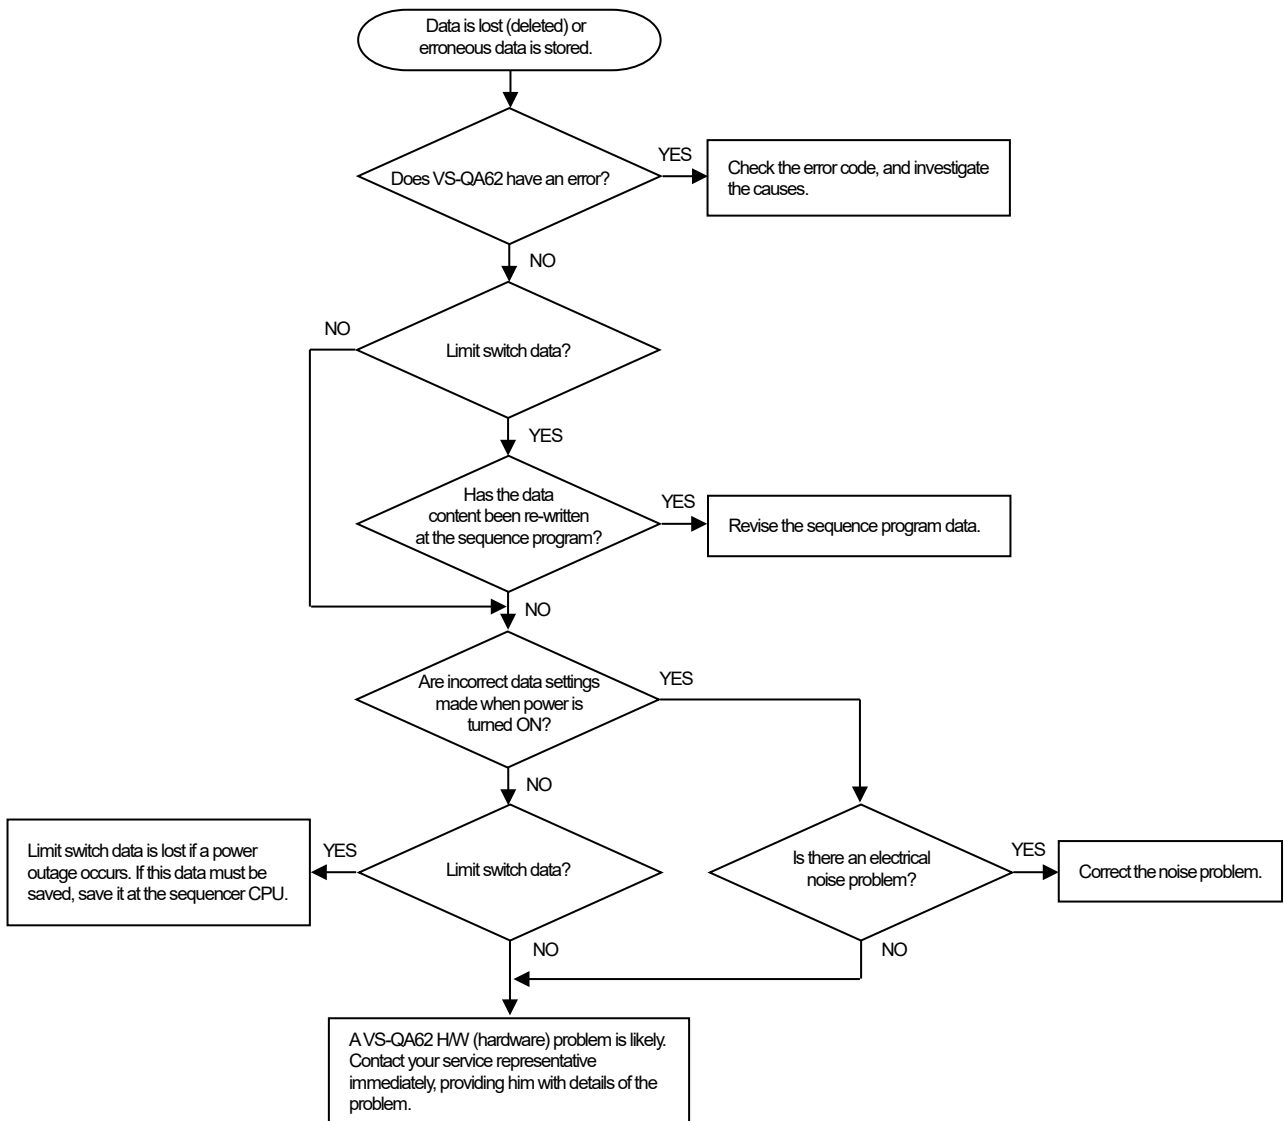 Data is lost (deleted) or
erroneous data is stored.
Does VS-QA62 have an error?
YES
Check the error code, and investigate
the causes.
NO
NO
Limit switch data?
YES
Has the data
content been re-written
at the sequence program?
YES
Revise the sequence program data.
NO
Are incorrect data settings
made when power is
turned ON?
YES
NO
Limit switch data is lost if a power
outage occurs. If this data must be
saved, save it at the sequencer CPU.
YES
Limit switch data?
Is there an electrical
noise problem?
YES
Correct the noise problem.
NO
NO
A VS-QA62 H/W (hardware) problem is likely.
Contact your service representative
immediately, providing him with details of the
problem.